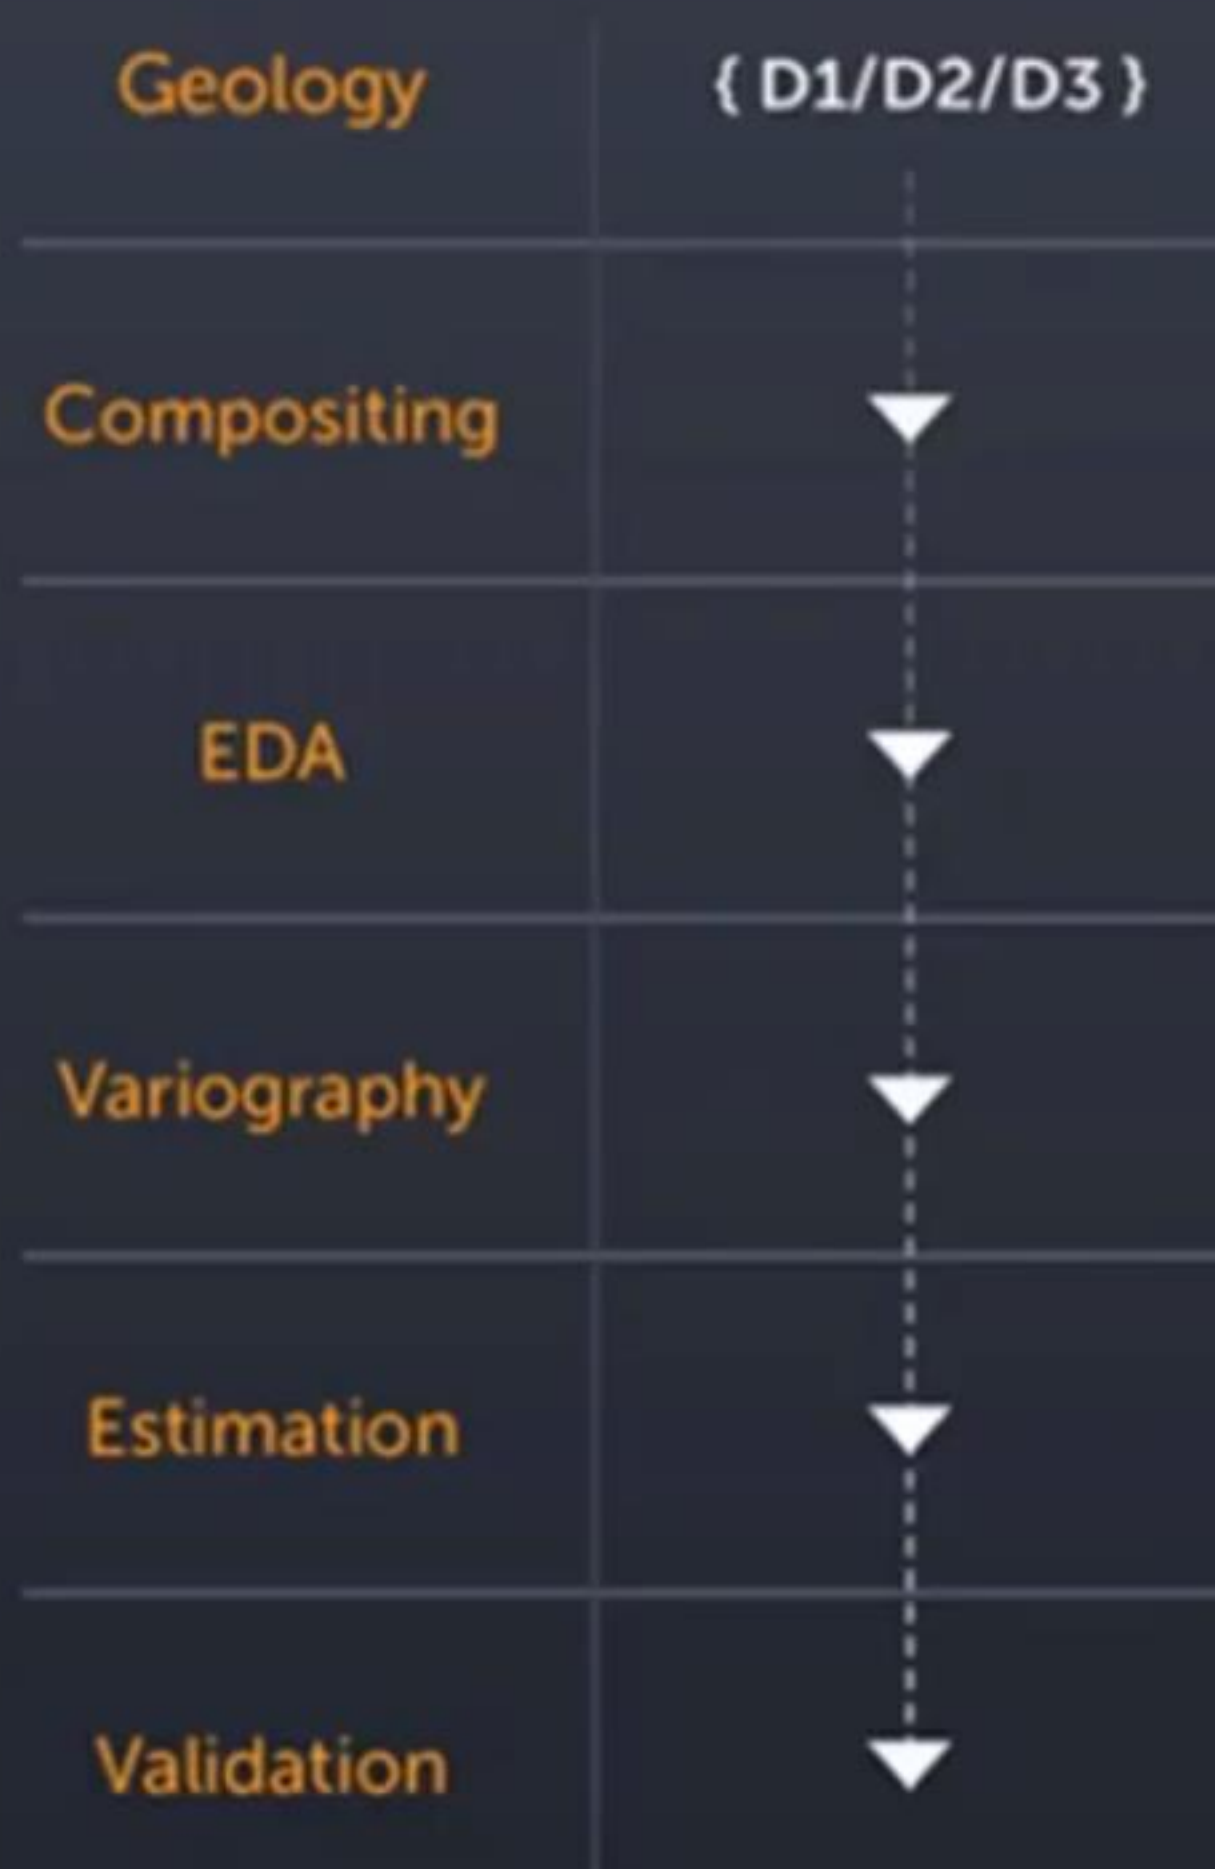 Geology { D1/D2/D3 }
Compositing
EDA
Variography
Estimation
Validation